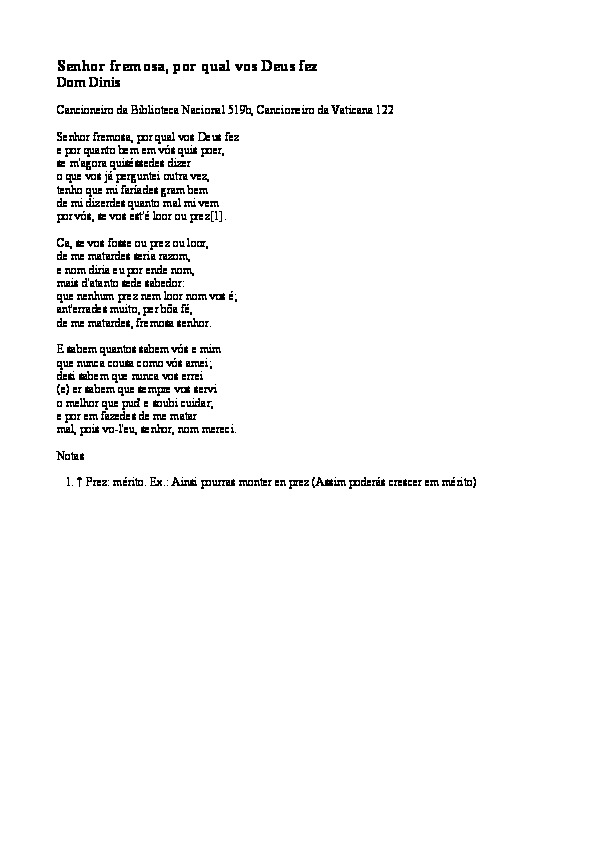 Senhor fremosa, por qual vos Deus fez
Dom Dinis
Cancioneiro da Biblioteca Nacional 519b, Cancioneiro da Vaticana 122
Senhor fremosa, por qual vos Deus fez
e por quanto bem em vós quis poer,
se m'agora quiséssedes dizer
o que vos já perguntei outra vez,
tenho que mi faríades gram bem
de mi dizerdes quanto mal mi vem
por vós, se vos est'é loor ou prez[1].
Ca, se vos fosse ou prez ou loor,
de me matardes seria razom,
e nom diria eu por ende nom,
mais d'atanto sede sabedor:
que nenhum prez nem loor nom vos é;
ant'errades muito, per bõa fé,
de me matardes, fremosa senhor.
E sabem quantos sabem vós e mim
que nunca cousa como vós amei;
desi sabem que nunca vos errei
(e) er sabem que sempre vos servi
o melhor que pud' e soubi cuidar;
e por em fazedes de me matar
mal, pois vo-l'eu, senhor, nom mereci.
Notas
1. ↑ Prez: mérito. Ex.: Ainsi pourras monter en prez (Assim poderás crescer em mérito)